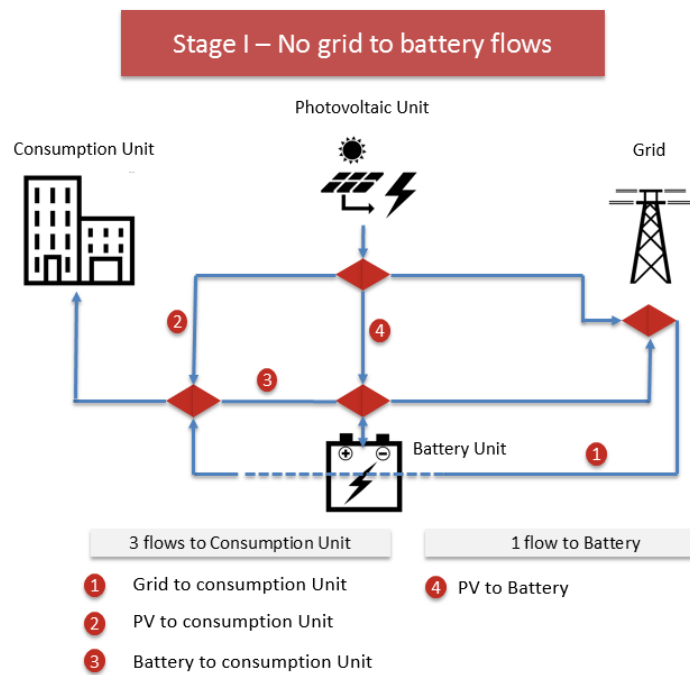 Stage I – No grid to battery flows
Photovoltaic Unit
Consumption Unit
Grid
2
4
3
Battery Unit
1
3 flows to Consumption Unit
1 flow to Battery
1 Grid to consumption Unit
4 PV to Battery
2 PV to consumption Unit
3 Battery to consumption Unit